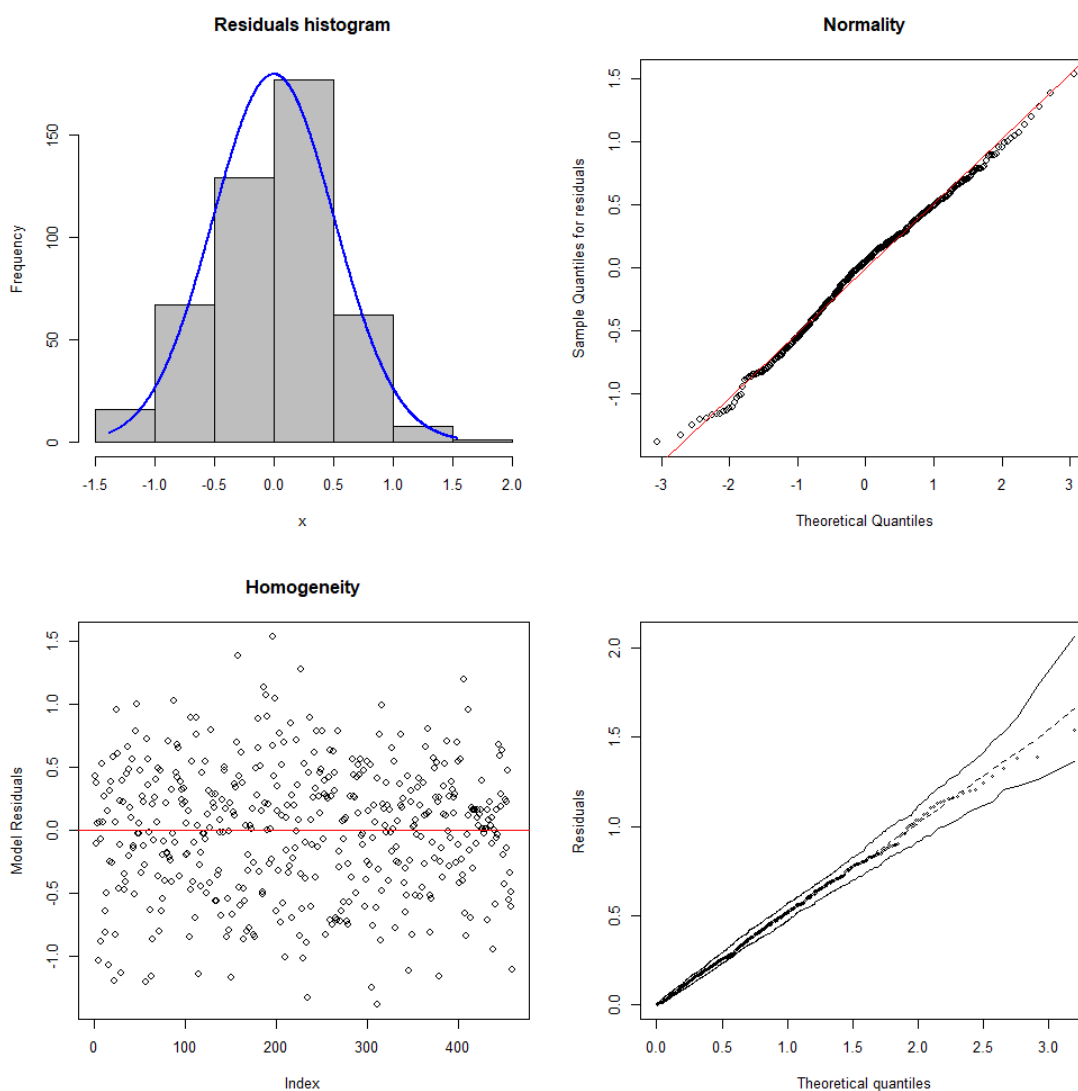 Residuals histogram
Frequency
0 50 100 150
-1.5 -1.0 -0.5 0.0 0.5 1.0 1.5 2.0
x
Normality
Sample Quantiles for residuals
-1.0 -0.5 0.0 0.5 1.0 1.5
-3 -2 -1 0 1 2 3
Theoretical Quantiles
Homogeneity
Model Residuals
-1.0 -0.5 0.0 0.5 1.0 1.5
0 100 200 300 400
Index
Residuals
0.0 0.5 1.0 1.5 2.0
0.0 0.5 1.0 1.5 2.0 2.5 3.0
Theoretical quantiles